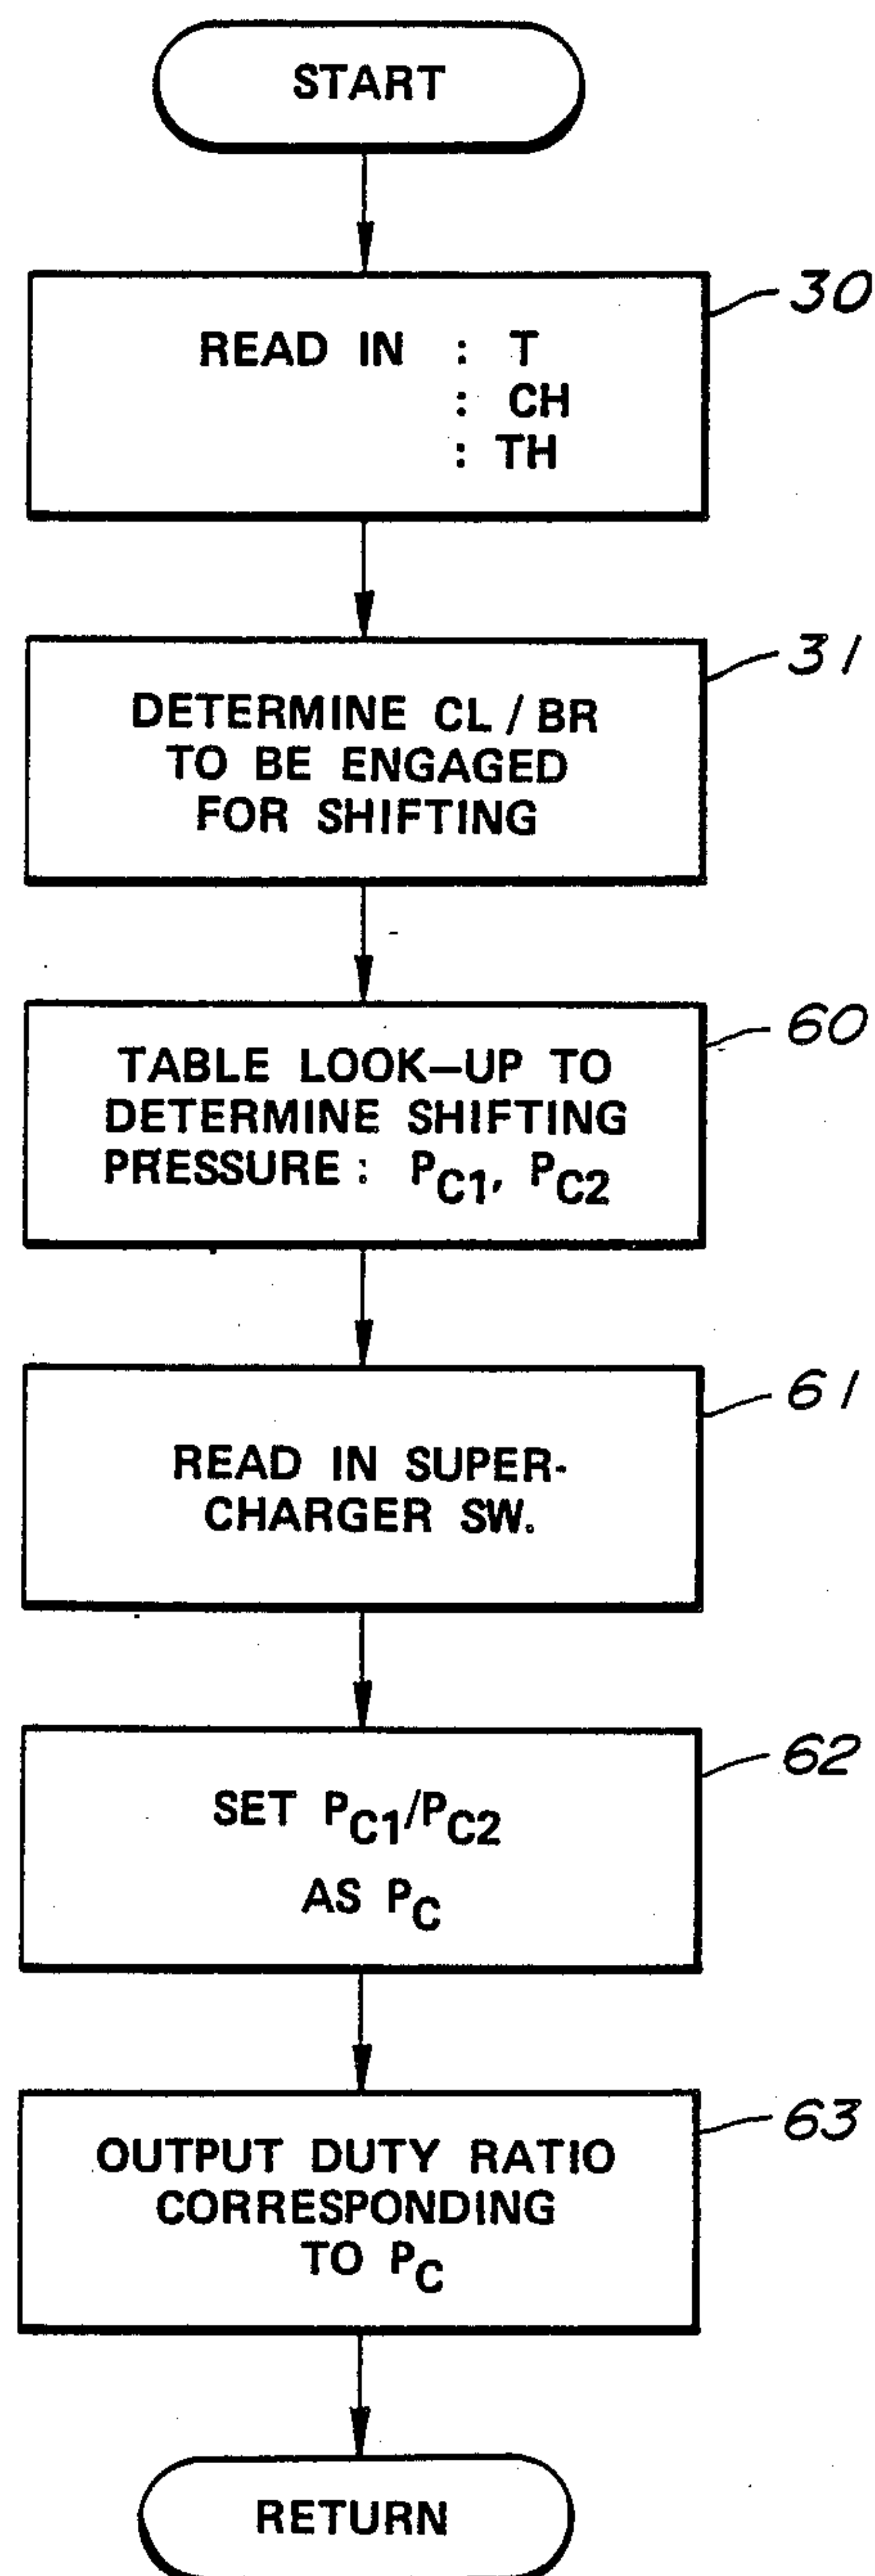 START
30
READ IN : T
: CH
: TH
31
DETERMINE CL / BR
TO BE ENGAGED
FOR SHIFTING
60
TABLE LOOK–UP TO
DETERMINE SHIFTING
PRESSURE : PC1, PC2
61
READ IN SUPER-
CHARGER SW.
62
SET PC1/PC2
AS PC
63
OUTPUT DUTY RATIO
CORRESPONDING
TO PC
RETURN